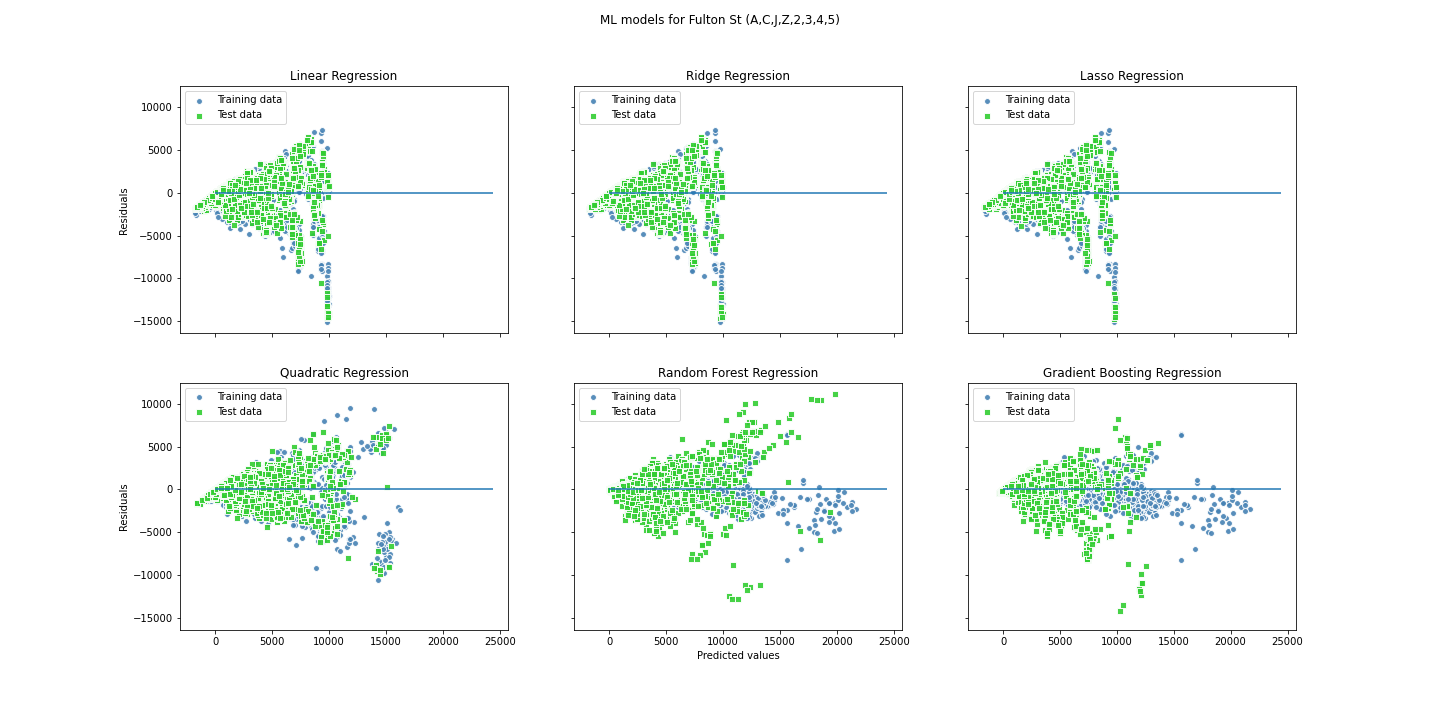 ML models for Fulton St (A,C,J,Z,2,3,4,5)
Linear Regression
Training data
Test data
10000
5000
0
−5000
−10000
−15000
Residuals
Ridge Regression
Training data
Test data
Lasso Regression
Training data
Test data
Quadratic Regression
Training data
Test data
10000
5000
0
−5000
−10000
−15000
Residuals
0 5000 10000 15000 20000 25000
Random Forest Regression
Training data
Test data
0 5000 10000 15000 20000 25000
Predicted values
Gradient Boosting Regression
Training data
Test data
0 5000 10000 15000 20000 25000